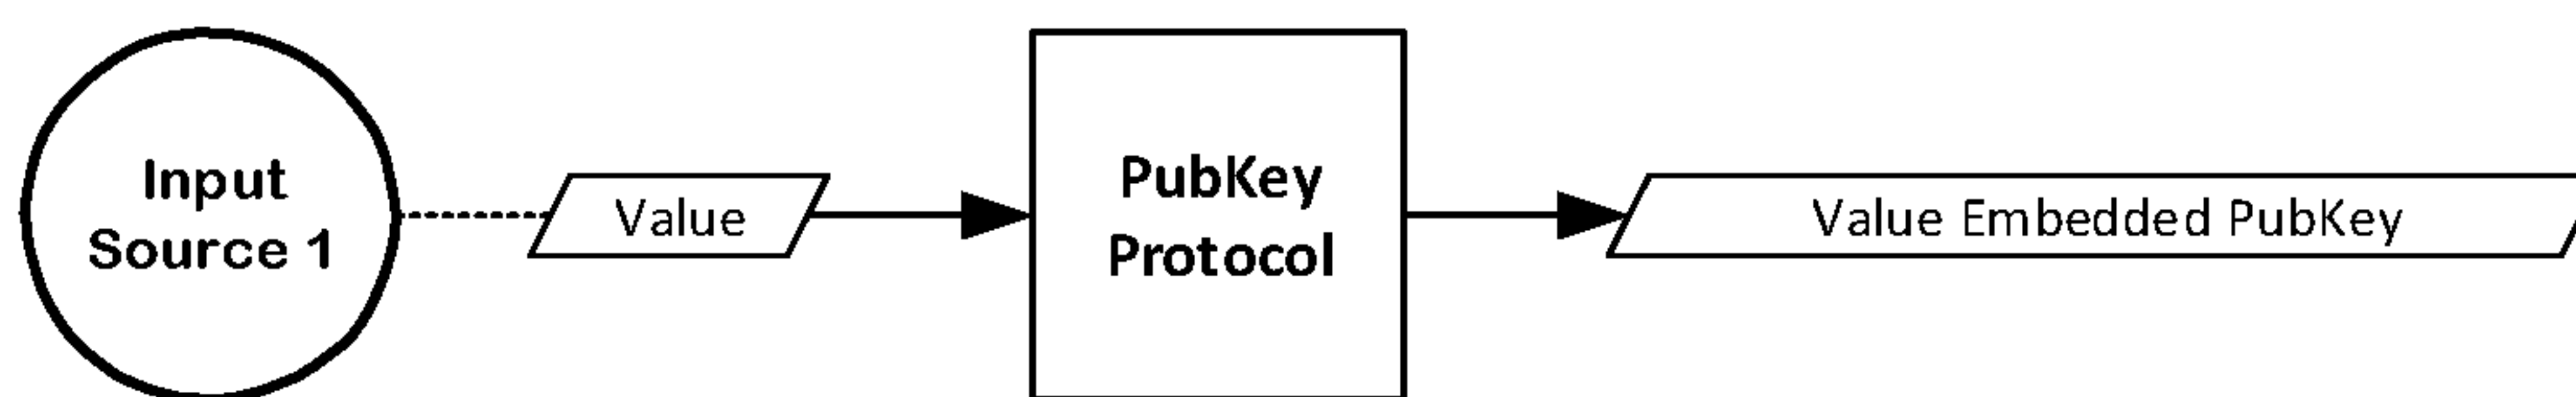 Input
Source 1
Value
PubKey
Protocol
Value Embedded PubKey